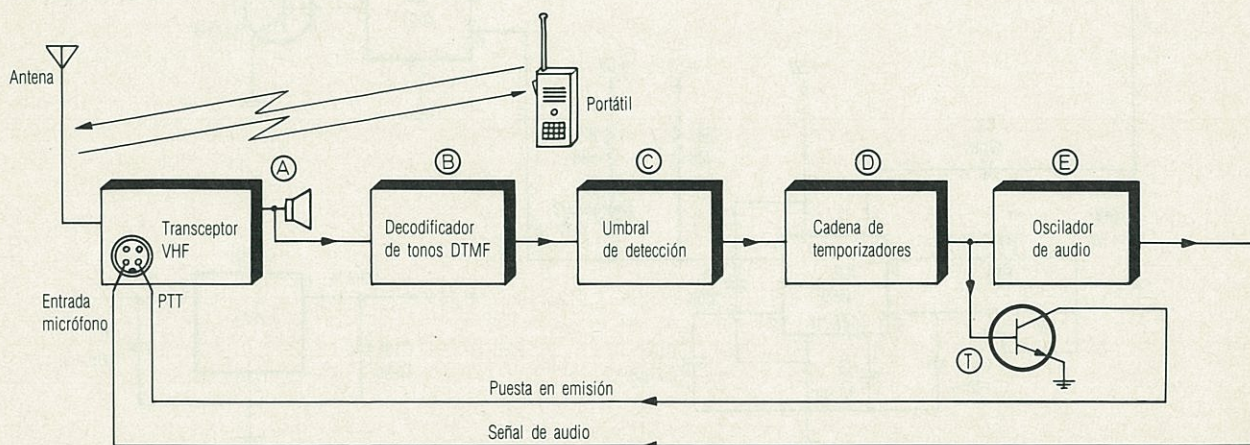 Antena
Portátil
A
B
C
D
E
Transceptor
VHF
Decodificador
de tonos DTMF
Umbral
de detección
Cadena de
temporizadores
Oscilador
de audio
Entrada
micrófono
PTT
T
Puesta en emisión
Señal de audio